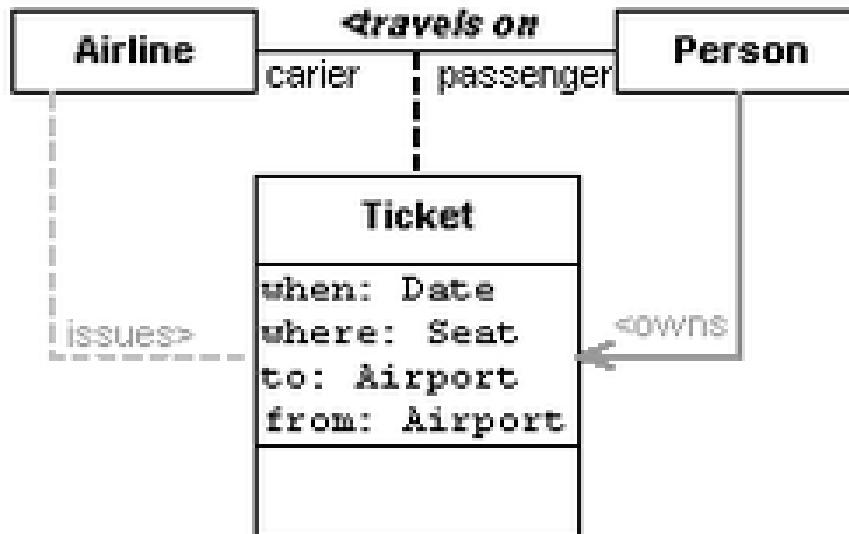 <travels on
Airline
Person
carier
passenger
Ticket
when: Date
where: Seat
to: Airport
from: Airport
issues>
<owns